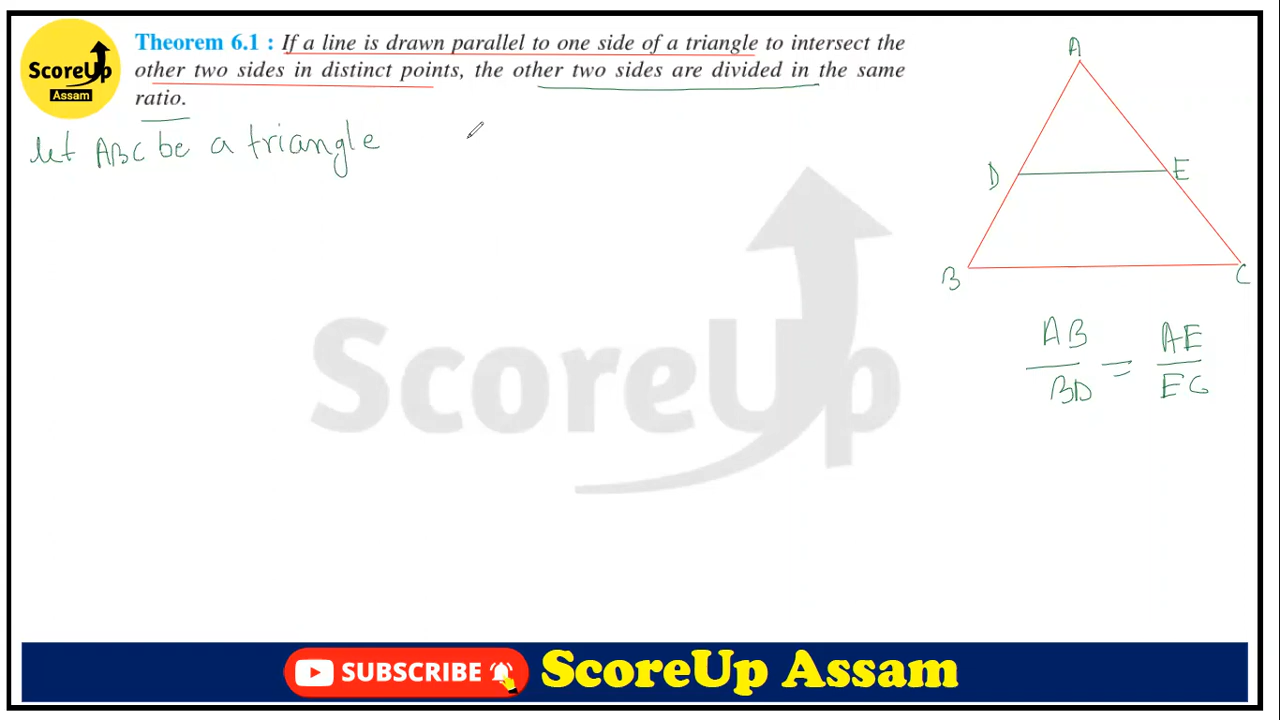 ScoreUp
Assam
Theorem 6.1 : If a line is drawn parallel to one side of a triangle to intersect the
other two sides in distinct points, the other two sides are divided in the same
ratio.
let ABC be a triangle
A
D
E
B
C
AB/BD = AE/EC
ScoreUp
SUBSCRIBE
ScoreUp Assam